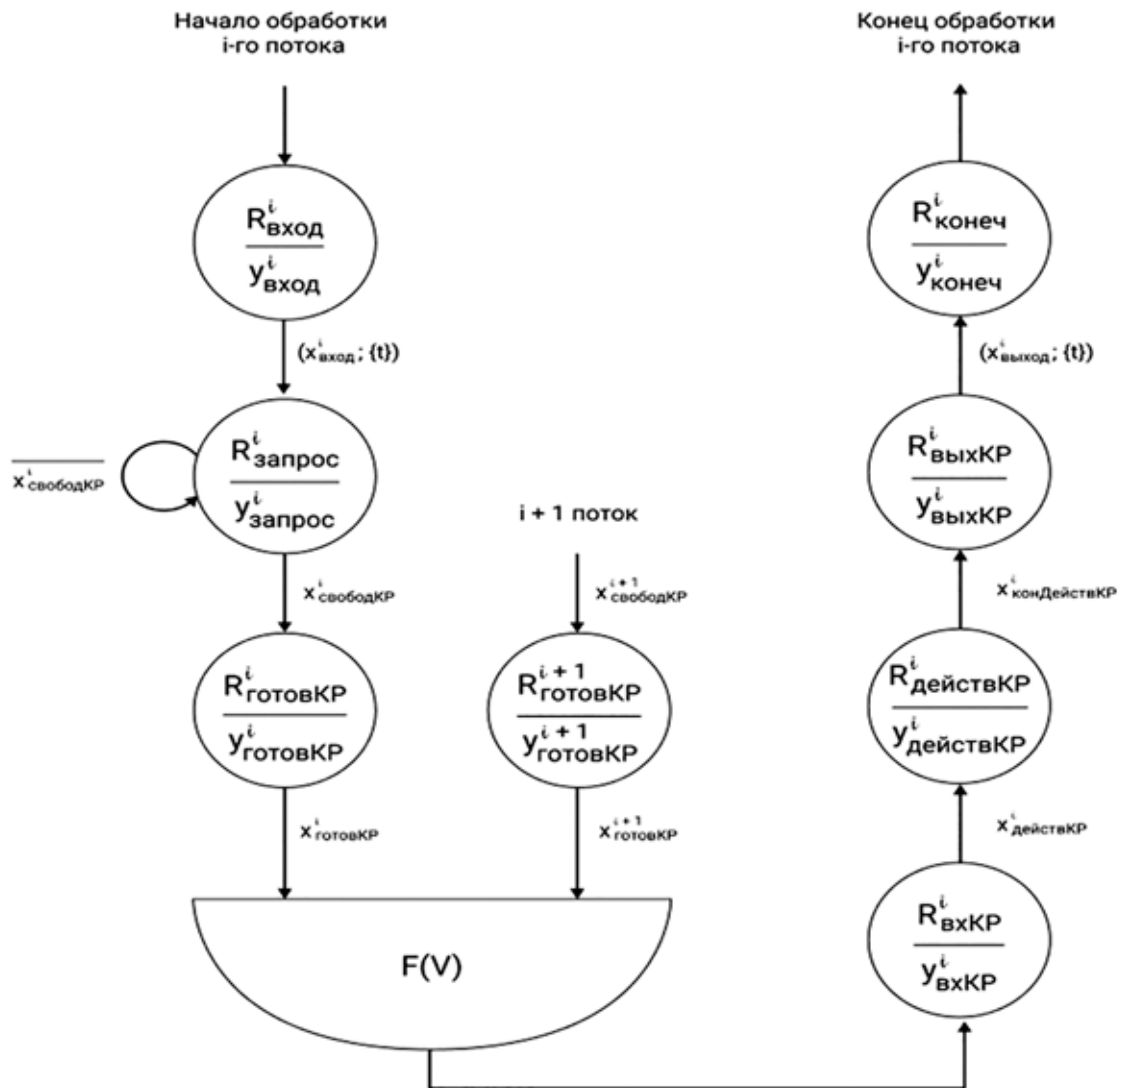 Начало обработки
i-го потока
R^i_вход
y^i_вход
(x^i_вход; {t})
R^i_запрос
y^i_запрос
x^i_свободКР
x^i_свободКР
R^i_готовКР
y^i_готовКР
x^i_готовКР
i + 1 поток
x^{i+1}_свободКР
R^{i+1}_готовКР
y^{i+1}_готовКР
x^{i+1}_готовКР
F(V)
Конец обработки
i-го потока
R^i_конеч
y^i_конеч
(x^i_выход; {t})
R^i_выхКР
y^i_выхКР
x^i_конДействКР
R^i_действКР
y^i_действКР
x^i_действКР
R^i_вхКР
y^i_вхКР